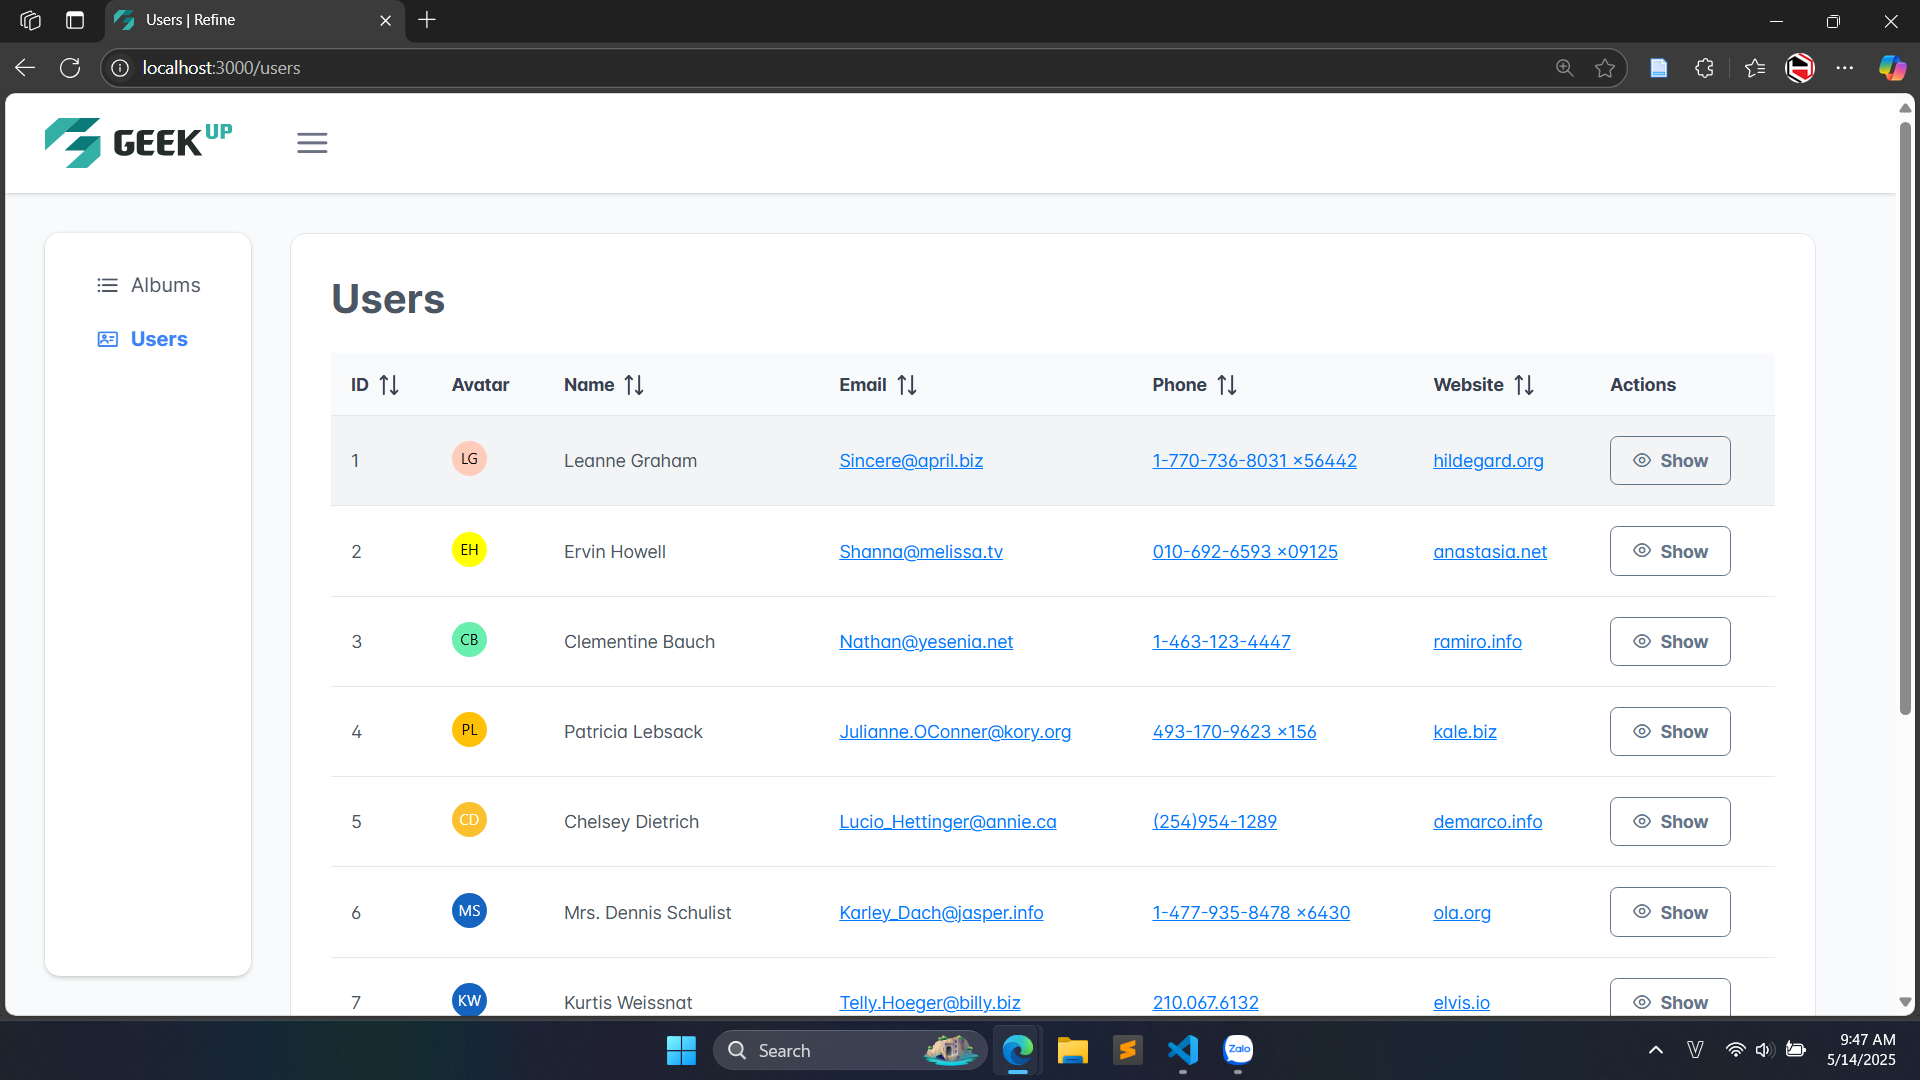 Users | Refine
localhost:3000/users
GEEK UP
Albums
Users
Users
ID Avatar Name Email Phone Website Actions
1 LG Leanne Graham Sincere@april.biz 1-770-736-8031 x56442 hildegard.org Show
2 EH Ervin Howell Shanna@melissa.tv 010-692-6593 x09125 anastasia.net Show
3 CB Clementine Bauch Nathan@yesenia.net 1-463-123-4447 ramiro.info Show
4 PL Patricia Lebsack Julianne.OConner@kory.org 493-170-9623 x156 kale.biz Show
5 CD Chelsey Dietrich Lucio_Hettinger@annie.ca (254)954-1289 demarco.info Show
6 MS Mrs. Dennis Schulist Karley_Dach@jasper.info 1-477-935-8478 x6430 ola.org Show
7 KW Kurtis Weissnat Telly.Hoeger@billy.biz 210.067.6132 elvis.io Show
Search
Zalo
V
9:47 AM
5/14/2025